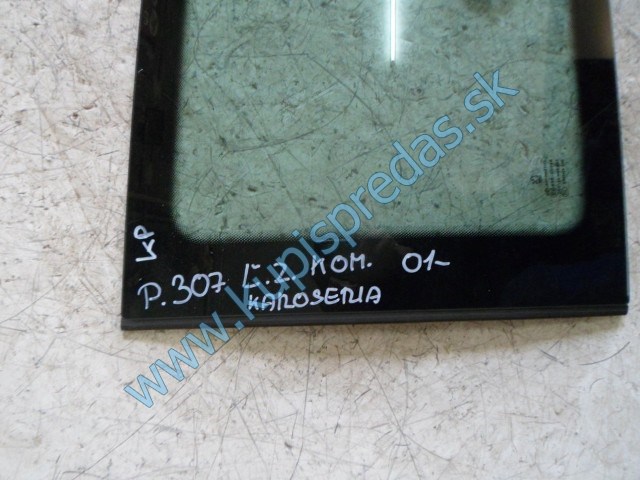 www.kupispredas.sk
KP
P.307 Ľ.Z. KOM. 01-
KAROSERIA